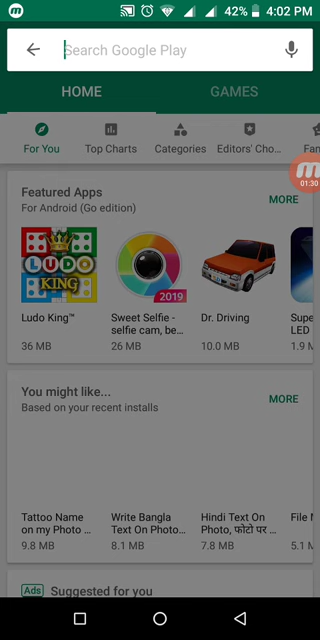 42% 4:02 PM
Search Google Play
HOME GAMES
For You Top Charts Categories Editors' Cho... Fan
01:30
Featured Apps
For Android (Go edition)
MORE
LUDO
KING
2019
Ludo King™ Sweet Selfie - Dr. Driving Supe
selfie cam, be... LED
36 MB 26 MB 10.0 MB 1.9 M
You might like...
Based on your recent installs
MORE
Tattoo Name Write Bangla Hindi Text On File M
on my Photo ... Text On Photo... Photo, फोटो पर ...
9.8 MB 8.1 MB 7.8 MB 5.1 M
Ads Suggested for you